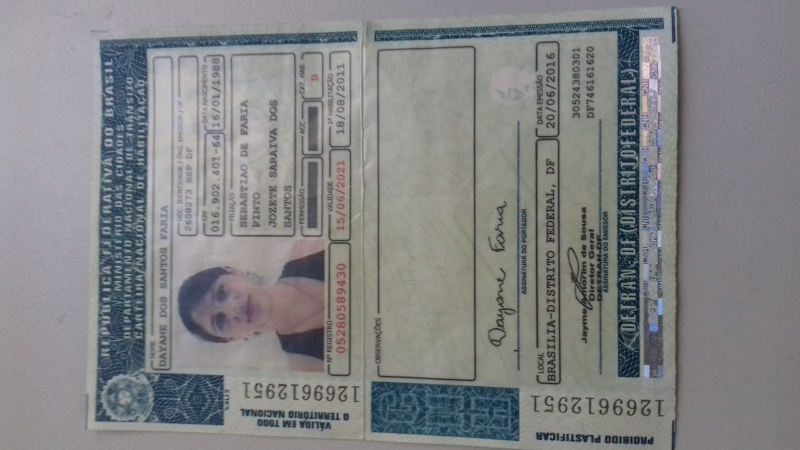 REPÚBLICA FEDERATIVA DO BRASIL
MINISTÉRIO DAS CIDADES
DEPARTAMENTO NACIONAL DE TRÂNSITO
CARTEIRA NACIONAL DE HABILITAÇÃO
NOME
DAYANE DOS SANTOS FARIA
DOC. IDENTIDADE / ÓRG. EMISSOR / UF
2698273 SSP DF
CPF
016.902.401-64
DATA NASCIMENTO
16/01/1988
FILIAÇÃO
SEBASTIAO DE FARIA
PINTO
JOZETE SARAIVA DOS
SANTOS
PERMISSÃO
ACC
CAT. HAB.
B
Nº REGISTRO
05280589430
VALIDADE
15/06/2021
1ª HABILITAÇÃO
18/08/2011
VÁLIDA EM TODO
O TERRITÓRIO NACIONAL
1269612951
OBSERVAÇÕES
Dayane Faria
ASSINATURA DO PORTADOR
LOCAL
BRASILIA-DISTRITO FEDERAL, DF
DATA EMISSÃO
20/06/2016
Jayme Amorim de Sousa
Diretor Geral
DETRAN-DF
ASSINATURA DO EMISSOR
30524380301
DF746161620
DETRAN-DF(DISTRITO FEDERAL)
PROIBIDO PLASTIFICAR
1269612951